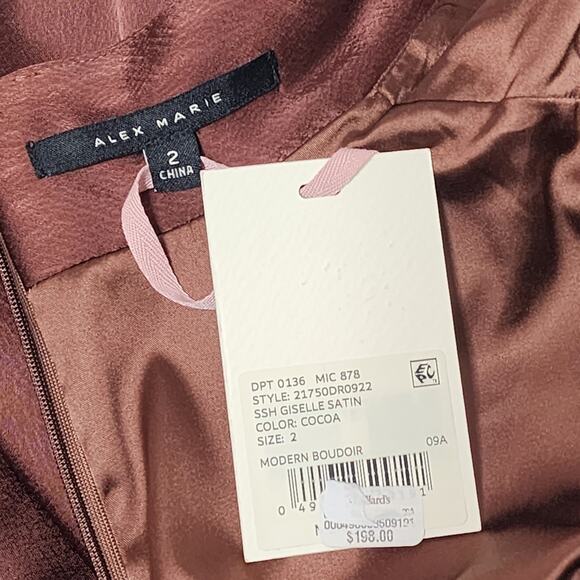 ALEX MARIE
2
CHINA
DPT 0136 MIC 878
STYLE: 21750DR0922
SSH GISELLE SATIN
COLOR: COCOA
SIZE: 2
MODERN BOUDOIR 09A
$198.00